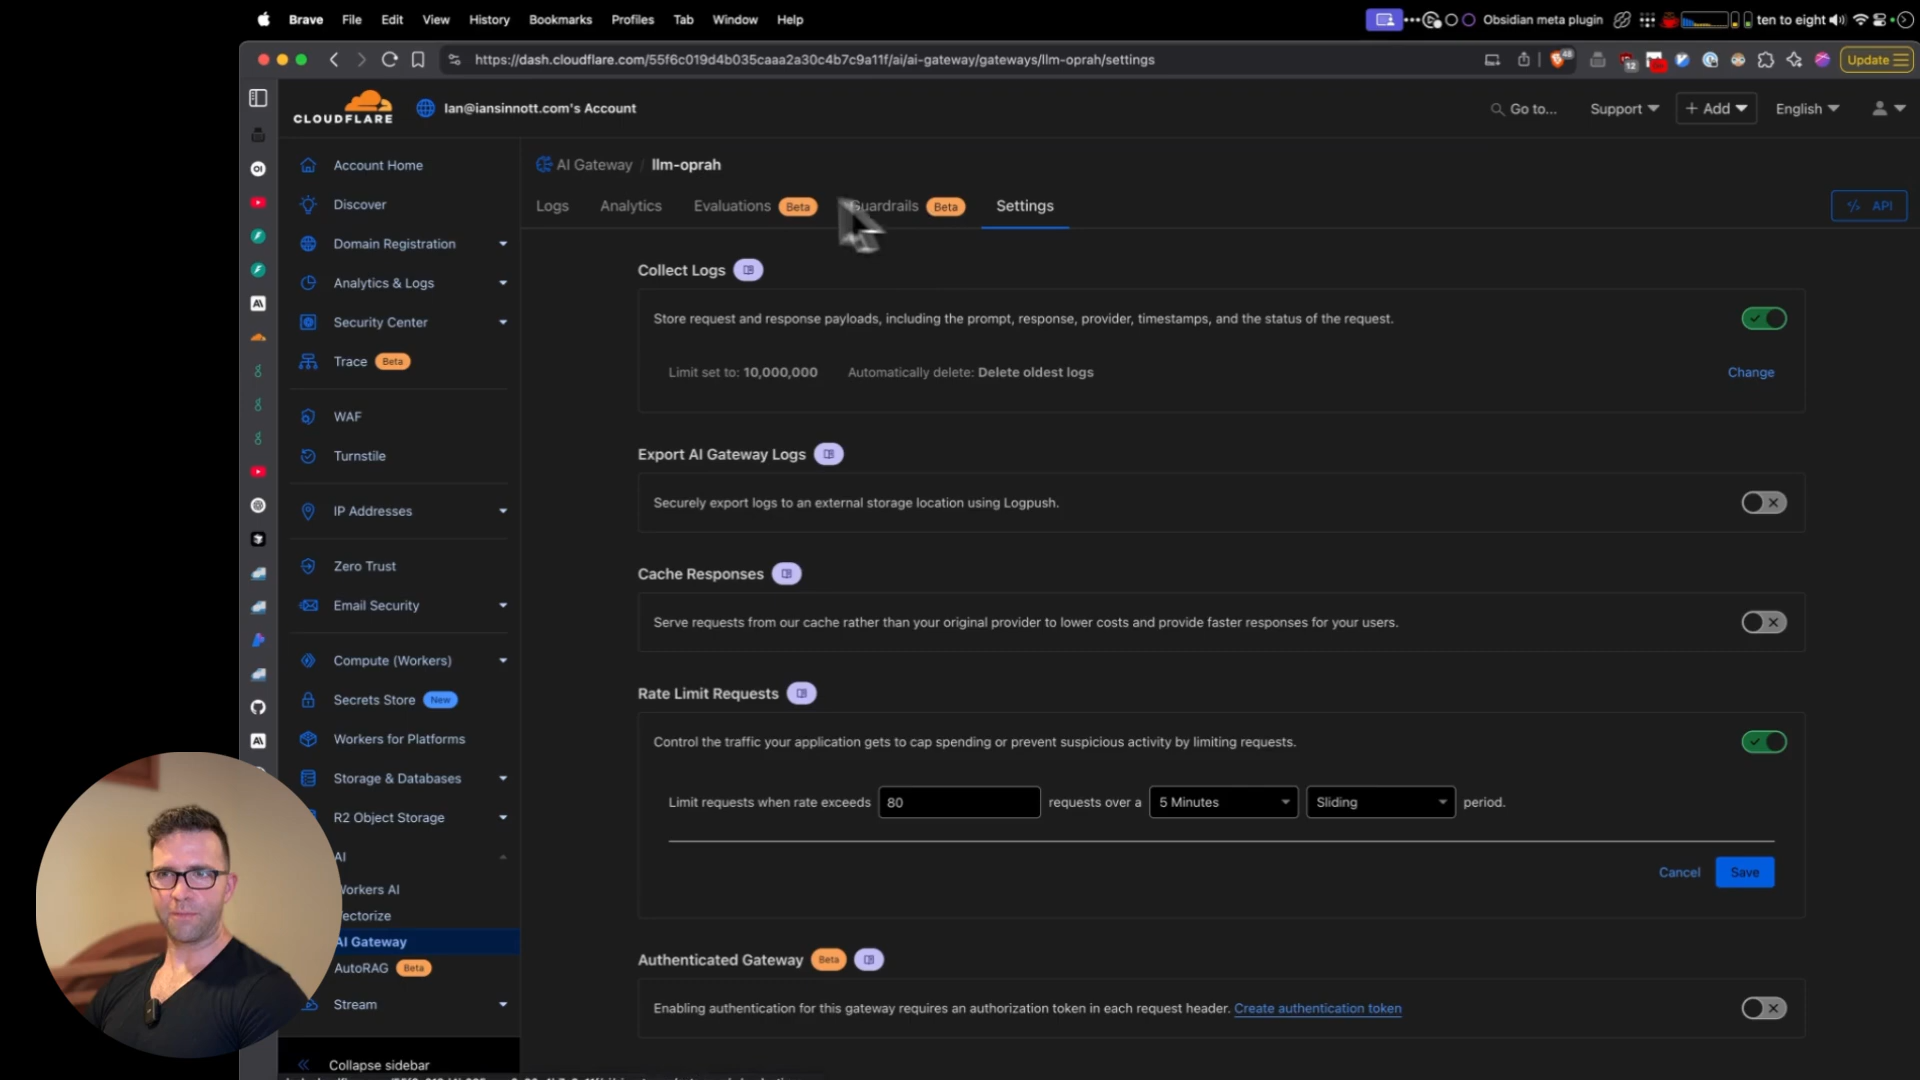 Brave File Edit View History Bookmarks Profiles Tab Window Help
Obsidian meta plugin
ten to eight
https://dash.cloudflare.com/55f6c019d4b035caaa2a30c4b7c9a11f/ai/ai-gateway/gateways/llm-oprah/settings
Update
CLOUDFLARE
Ian@iansinnott.com's Account
Go to...
Support
+ Add
English
Account Home
Discover
Domain Registration
Analytics & Logs
Security Center
Trace Beta
WAF
Turnstile
IP Addresses
Zero Trust
Email Security
Compute (Workers)
Secrets Store New
Workers for Platforms
Storage & Databases
R2 Object Storage
AI
Workers AI
ectorize
AI Gateway
AutoRAG Beta
Stream
Collapse sidebar
AI Gateway / llm-oprah
Logs Analytics Evaluations Beta Guardrails Beta Settings
API
Collect Logs
Store request and response payloads, including the prompt, response, provider, timestamps, and the status of the request.
Limit set to: 10,000,000 Automatically delete: Delete oldest logs
Change
Export AI Gateway Logs
Securely export logs to an external storage location using Logpush.
Cache Responses
Serve requests from our cache rather than your original provider to lower costs and provide faster responses for your users.
Rate Limit Requests
Control the traffic your application gets to cap spending or prevent suspicious activity by limiting requests.
Limit requests when rate exceeds 80 requests over a 5 Minutes Sliding period.
Cancel Save
Authenticated Gateway Beta
Enabling authentication for this gateway requires an authorization token in each request header. Create authentication token